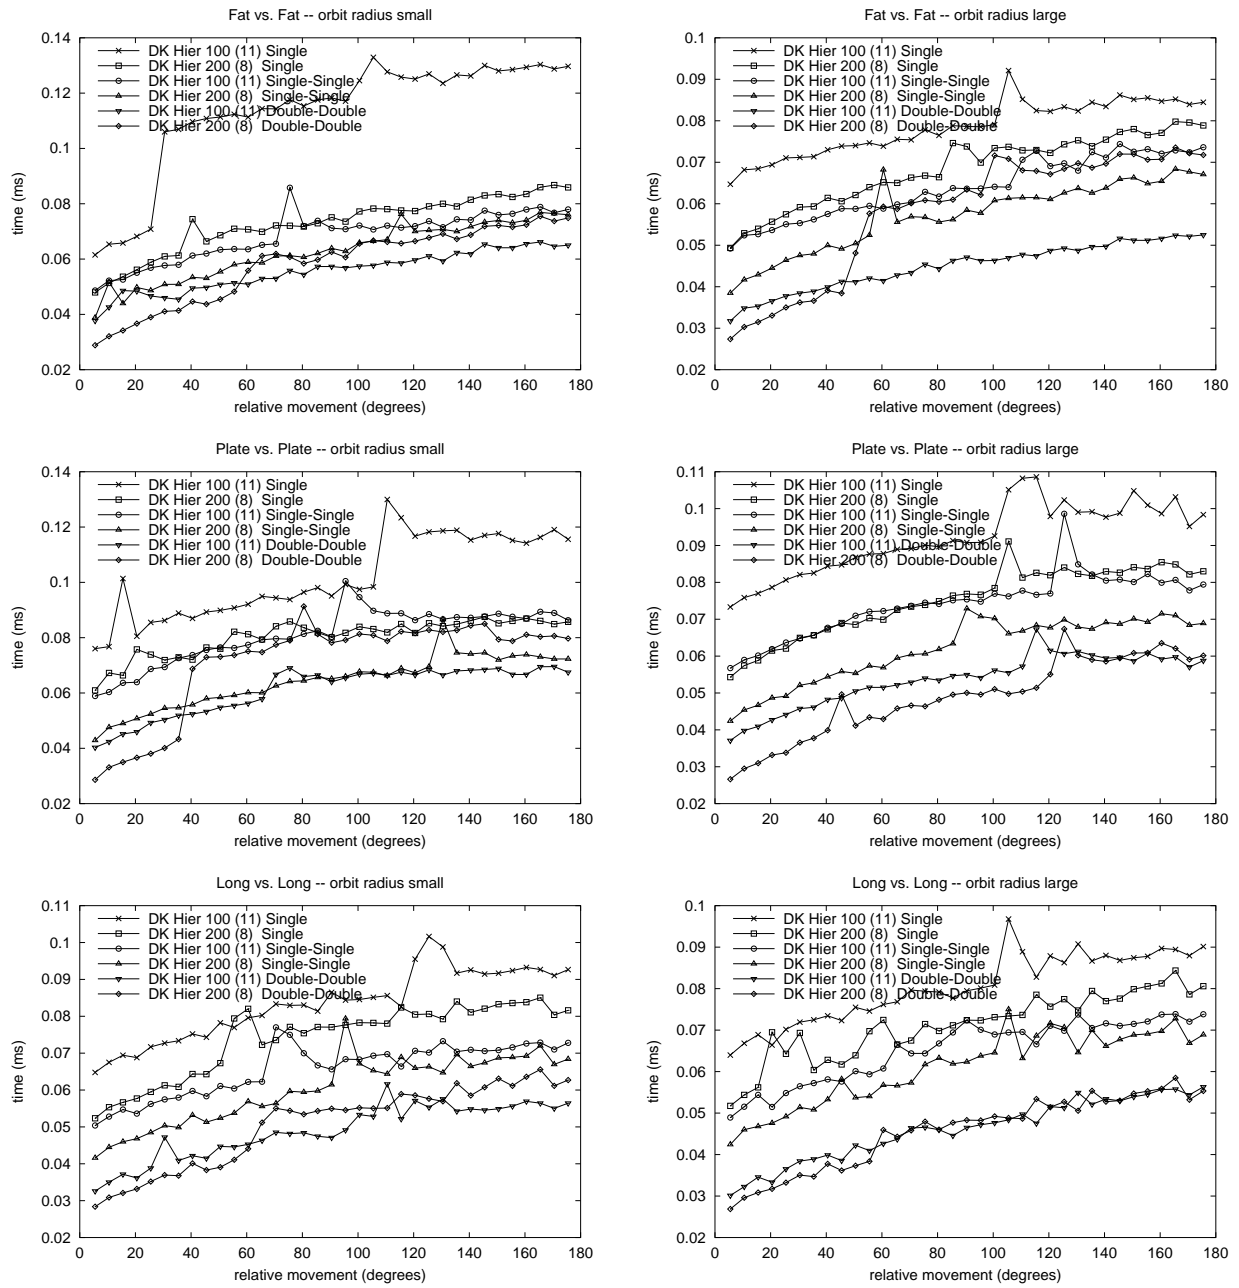 Fat vs. Fat -- orbit radius small
0.14
0.12
0.1
0.08
0.06
0.04
0.02
time (ms)
DK Hier 100 (11) Single
DK Hier 200 (8) Single
DK Hier 100 (11) Single-Single
DK Hier 200 (8) Single-Single
DK Hier 100 (11) Double-Double
DK Hier 200 (8) Double-Double
0 20 40 60 80 100 120 140 160 180
relative movement (degrees)
Fat vs. Fat -- orbit radius large
0.1
0.09
0.08
0.07
0.06
0.05
0.04
0.03
0.02
time (ms)
DK Hier 100 (11) Single
DK Hier 200 (8) Single
DK Hier 100 (11) Single-Single
DK Hier 200 (8) Single-Single
DK Hier 100 (11) Double-Double
DK Hier 200 (8) Double-Double
0 20 40 60 80 100 120 140 160 180
relative movement (degrees)
Plate vs. Plate -- orbit radius small
0.14
0.12
0.1
0.08
0.06
0.04
0.02
time (ms)
DK Hier 100 (11) Single
DK Hier 200 (8) Single
DK Hier 100 (11) Single-Single
DK Hier 200 (8) Single-Single
DK Hier 100 (11) Double-Double
DK Hier 200 (8) Double-Double
0 20 40 60 80 100 120 140 160 180
relative movement (degrees)
Plate vs. Plate -- orbit radius large
0.11
0.1
0.09
0.08
0.07
0.06
0.05
0.04
0.03
0.02
time (ms)
DK Hier 100 (11) Single
DK Hier 200 (8) Single
DK Hier 100 (11) Single-Single
DK Hier 200 (8) Single-Single
DK Hier 100 (11) Double-Double
DK Hier 200 (8) Double-Double
0 20 40 60 80 100 120 140 160 180
relative movement (degrees)
Long vs. Long -- orbit radius small
0.11
0.1
0.09
0.08
0.07
0.06
0.05
0.04
0.03
0.02
time (ms)
DK Hier 100 (11) Single
DK Hier 200 (8) Single
DK Hier 100 (11) Single-Single
DK Hier 200 (8) Single-Single
DK Hier 100 (11) Double-Double
DK Hier 200 (8) Double-Double
0 20 40 60 80 100 120 140 160 180
relative movement (degrees)
Long vs. Long -- orbit radius large
0.1
0.09
0.08
0.07
0.06
0.05
0.04
0.03
0.02
time (ms)
DK Hier 100 (11) Single
DK Hier 200 (8) Single
DK Hier 100 (11) Single-Single
DK Hier 200 (8) Single-Single
DK Hier 100 (11) Double-Double
DK Hier 200 (8) Double-Double
0 20 40 60 80 100 120 140 160 180
relative movement (degrees)